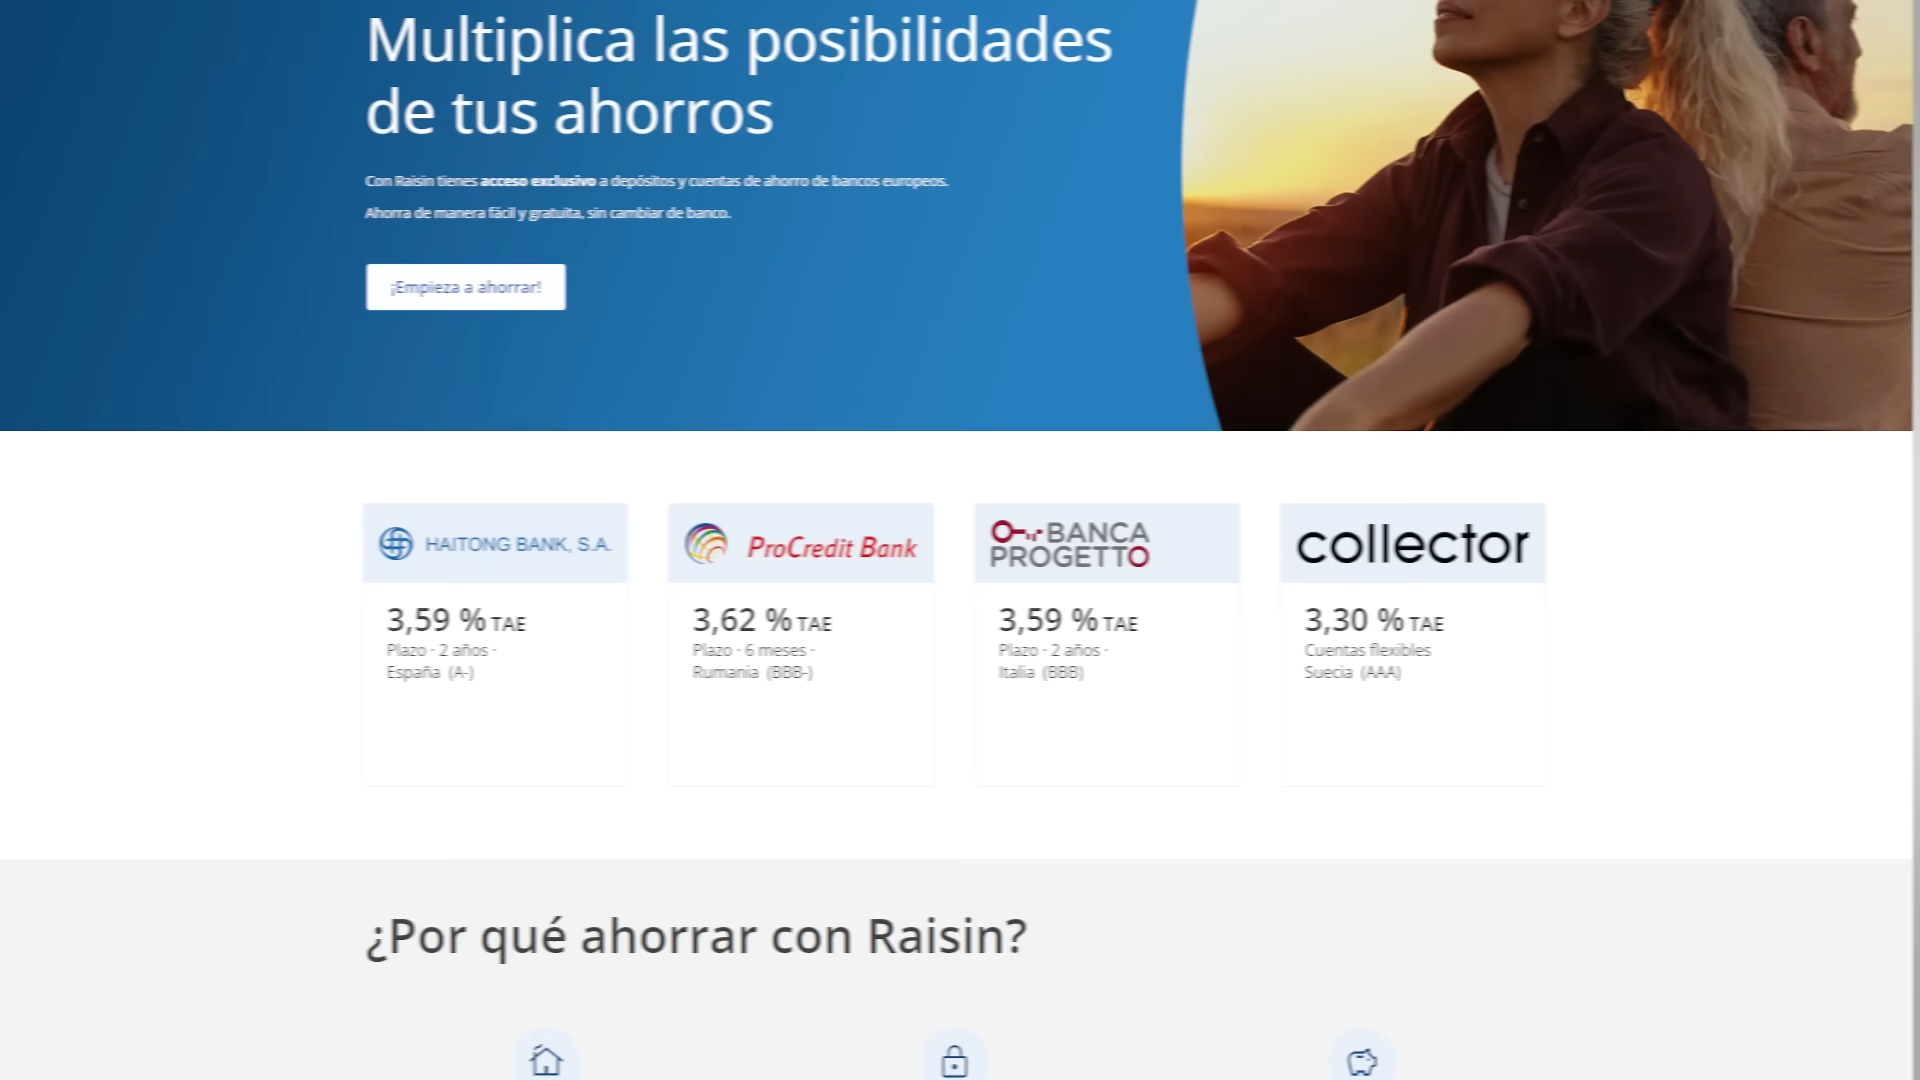 Multiplica las posibilidades
de tus ahorros
Con Raisin tienes acceso exclusivo a depósitos y cuentas de ahorro de bancos europeos.
Ahorra de manera fácil y gratuita, sin cambiar de banco.
¡Empieza a ahorrar!
HAITONG BANK, S.A.
3,59 % TAE
Plazo - 2 años -
España (A-)
ProCredit Bank
3,62 % TAE
Plazo - 6 meses -
Rumania (BBB-)
BANCA
PROGETTO
3,59 % TAE
Plazo - 2 años -
Italia (BBB)
collector
3,30 % TAE
Cuentas flexibles
Suecia (AAA)
¿Por qué ahorrar con Raisin?